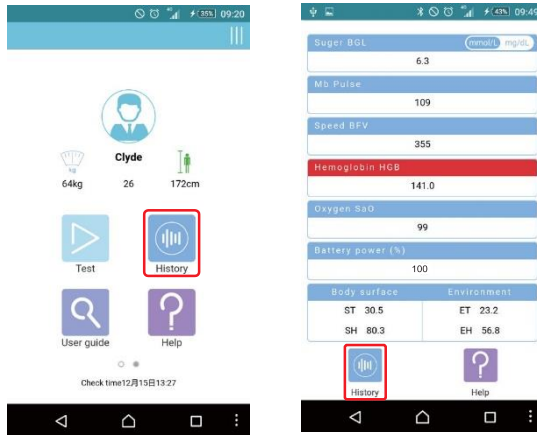 35% 09:20
kg
Clyde
64kg 26 172cm
Test History
User guide Help
Check time12月15日13:27
43% 09:49
Suger BGL mmol/L mg/dL
6.3
Mb Pulse
109
Speed BFV
355
Hemoglobin HGB
141.0
Oxygen SaO
99
Battery power (%)
100
Body surface Environment
ST 30.5 ET 23.2
SH 80.3 EH 56.8
History Help